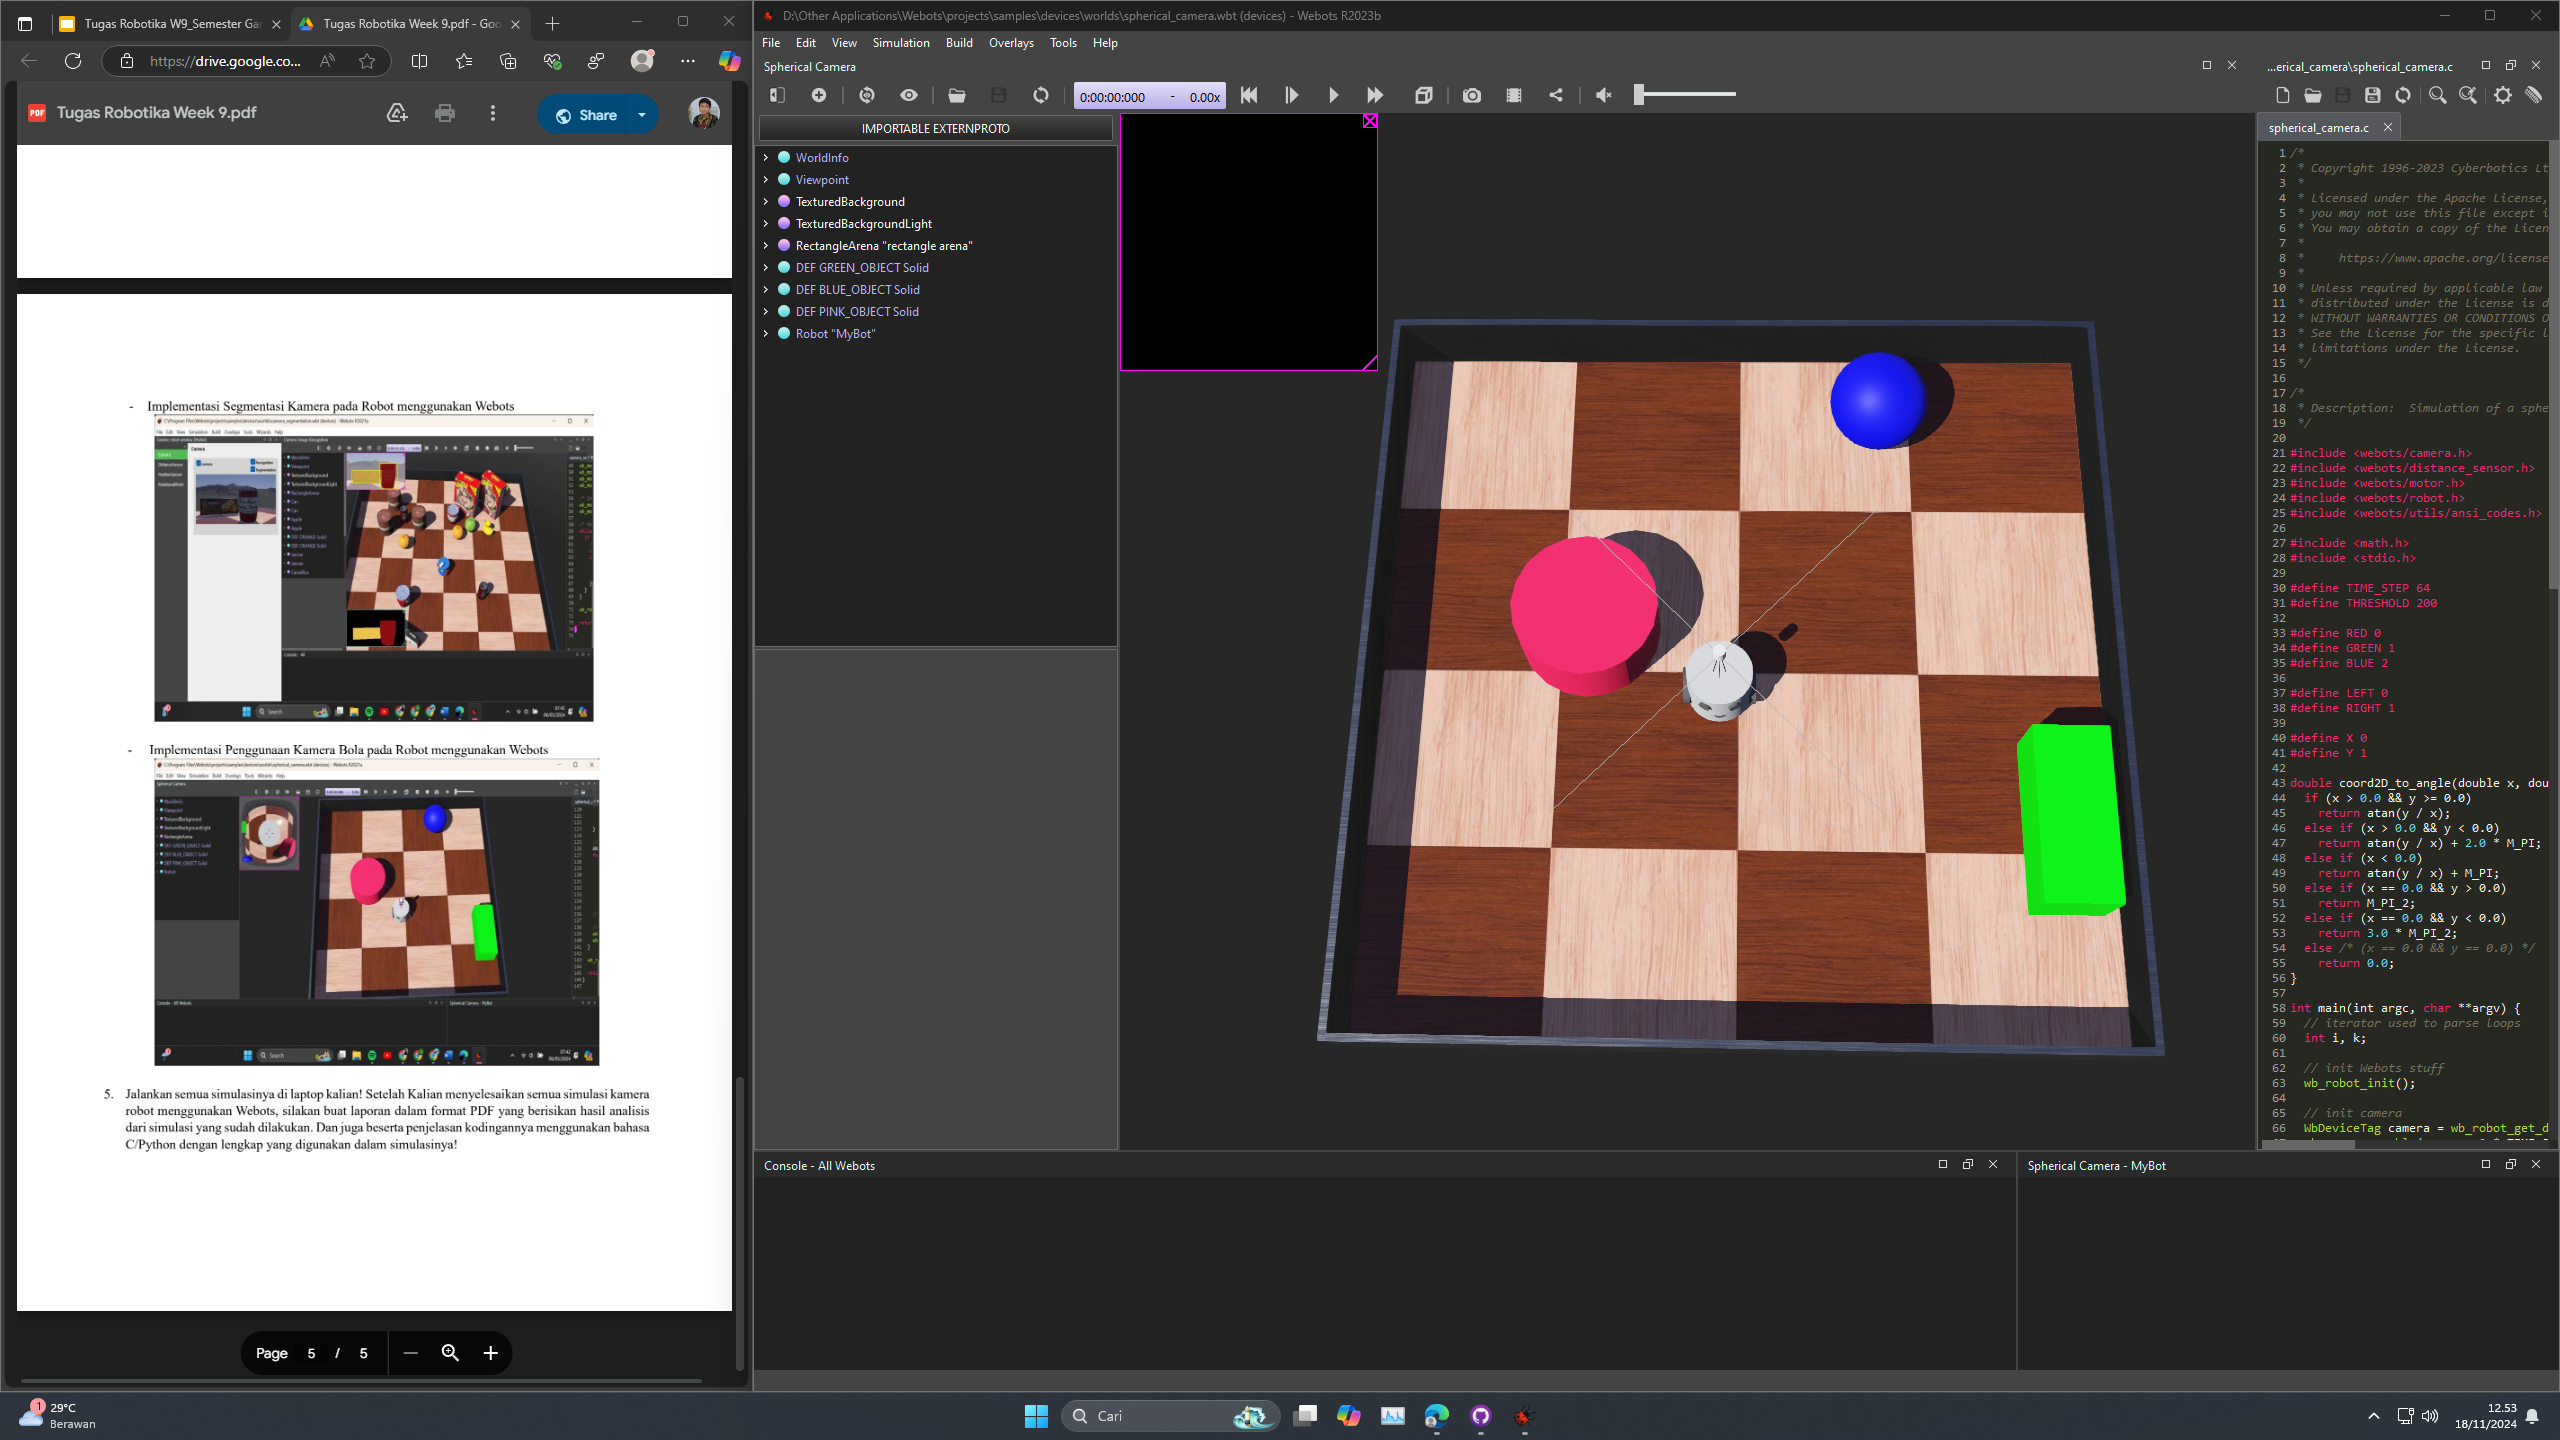 Tugas Robotika W9_Semester Gar
Tugas Robotika Week 9.pdf - Goo
https://drive.google.co...
PDF
Tugas Robotika Week 9.pdf
Share
- Implementasi Segmentasi Kamera pada Robot menggunakan Webots
- Implementasi Penggunaan Kamera Bola pada Robot menggunakan Webots
5. Jalankan semua simulasinya di laptop kalian! Setelah Kalian menyelesaikan semua simulasi kamera
robot menggunakan Webots, silakan buat laporan dalam format PDF yang berisikan hasil analisis
dari simulasi yang sudah dilakukan. Dan juga beserta penjelasan kodingannya menggunakan bahasa
C/Python dengan lengkap yang digunakan dalam simulasinya!
Page 5 / 5
D:\Other Applications\Webots\projects\samples\devices\worlds\spherical_camera.wbt (devices) - Webots R2023b
File Edit View Simulation Build Overlays Tools Help
Spherical Camera
0:00:00:000 - 0.00x
IMPORTABLE EXTERNPROTO
WorldInfo
Viewpoint
TexturedBackground
TexturedBackgroundLight
RectangleArena "rectangle arena"
DEF GREEN_OBJECT Solid
DEF BLUE_OBJECT Solid
DEF PINK_OBJECT Solid
Robot "MyBot"
...erical_camera\spherical_camera.c
spherical_camera.c
1 /*
2 * Copyright 1996-2023 Cyberbotics Lt
3 *
4 * Licensed under the Apache License,
5 * you may not use this file except i
6 * You may obtain a copy of the Licen
7 *
8 * https://www.apache.org/license
9 *
10 * Unless required by applicable law
11 * distributed under the License is d
12 * WITHOUT WARRANTIES OR CONDITIONS O
13 * See the License for the specific l
14 * limitations under the License.
15 */
16
17 /*
18 * Description: Simulation of a sphe
19 */
20
21 #include <webots/camera.h>
22 #include <webots/distance_sensor.h>
23 #include <webots/motor.h>
24 #include <webots/robot.h>
25 #include <webots/utils/ansi_codes.h>
26
27 #include <math.h>
28 #include <stdio.h>
29
30 #define TIME_STEP 64
31 #define THRESHOLD 200
32
33 #define RED 0
34 #define GREEN 1
35 #define BLUE 2
36
37 #define LEFT 0
38 #define RIGHT 1
39
40 #define X 0
41 #define Y 1
42
43 double coord2D_to_angle(double x, dou
44 if (x > 0.0 && y >= 0.0)
45 return atan(y / x);
46 else if (x > 0.0 && y < 0.0)
47 return atan(y / x) + 2.0 * M_PI;
48 else if (x < 0.0)
49 return atan(y / x) + M_PI;
50 else if (x == 0.0 && y > 0.0)
51 return M_PI_2;
52 else if (x == 0.0 && y < 0.0)
53 return 3.0 * M_PI_2;
54 else /* (x == 0.0 && y == 0.0) */
55 return 0.0;
56 }
57
58 int main(int argc, char **argv) {
59 // iterator used to parse loops
60 int i, k;
61
62 // init Webots stuff
63 wb_robot_init();
64
65 // init camera
66 WbDeviceTag camera = wb_robot_get_d
Console - All Webots
Spherical Camera - MyBot
1
29°C
Berawan
Cari
12.53
18/11/2024